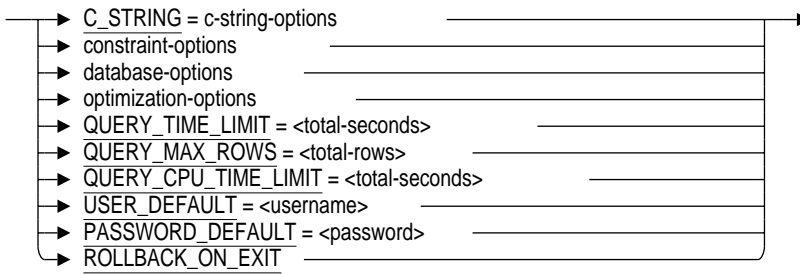 C_STRING = c-string-options
constraint-options
database-options
optimization-options
QUERY_TIME_LIMIT = <total-seconds>
QUERY_MAX_ROWS = <total-rows>
QUERY_CPU_TIME_LIMIT = <total-seconds>
USER_DEFAULT = <username>
PASSWORD_DEFAULT = <password>
ROLLBACK_ON_EXIT